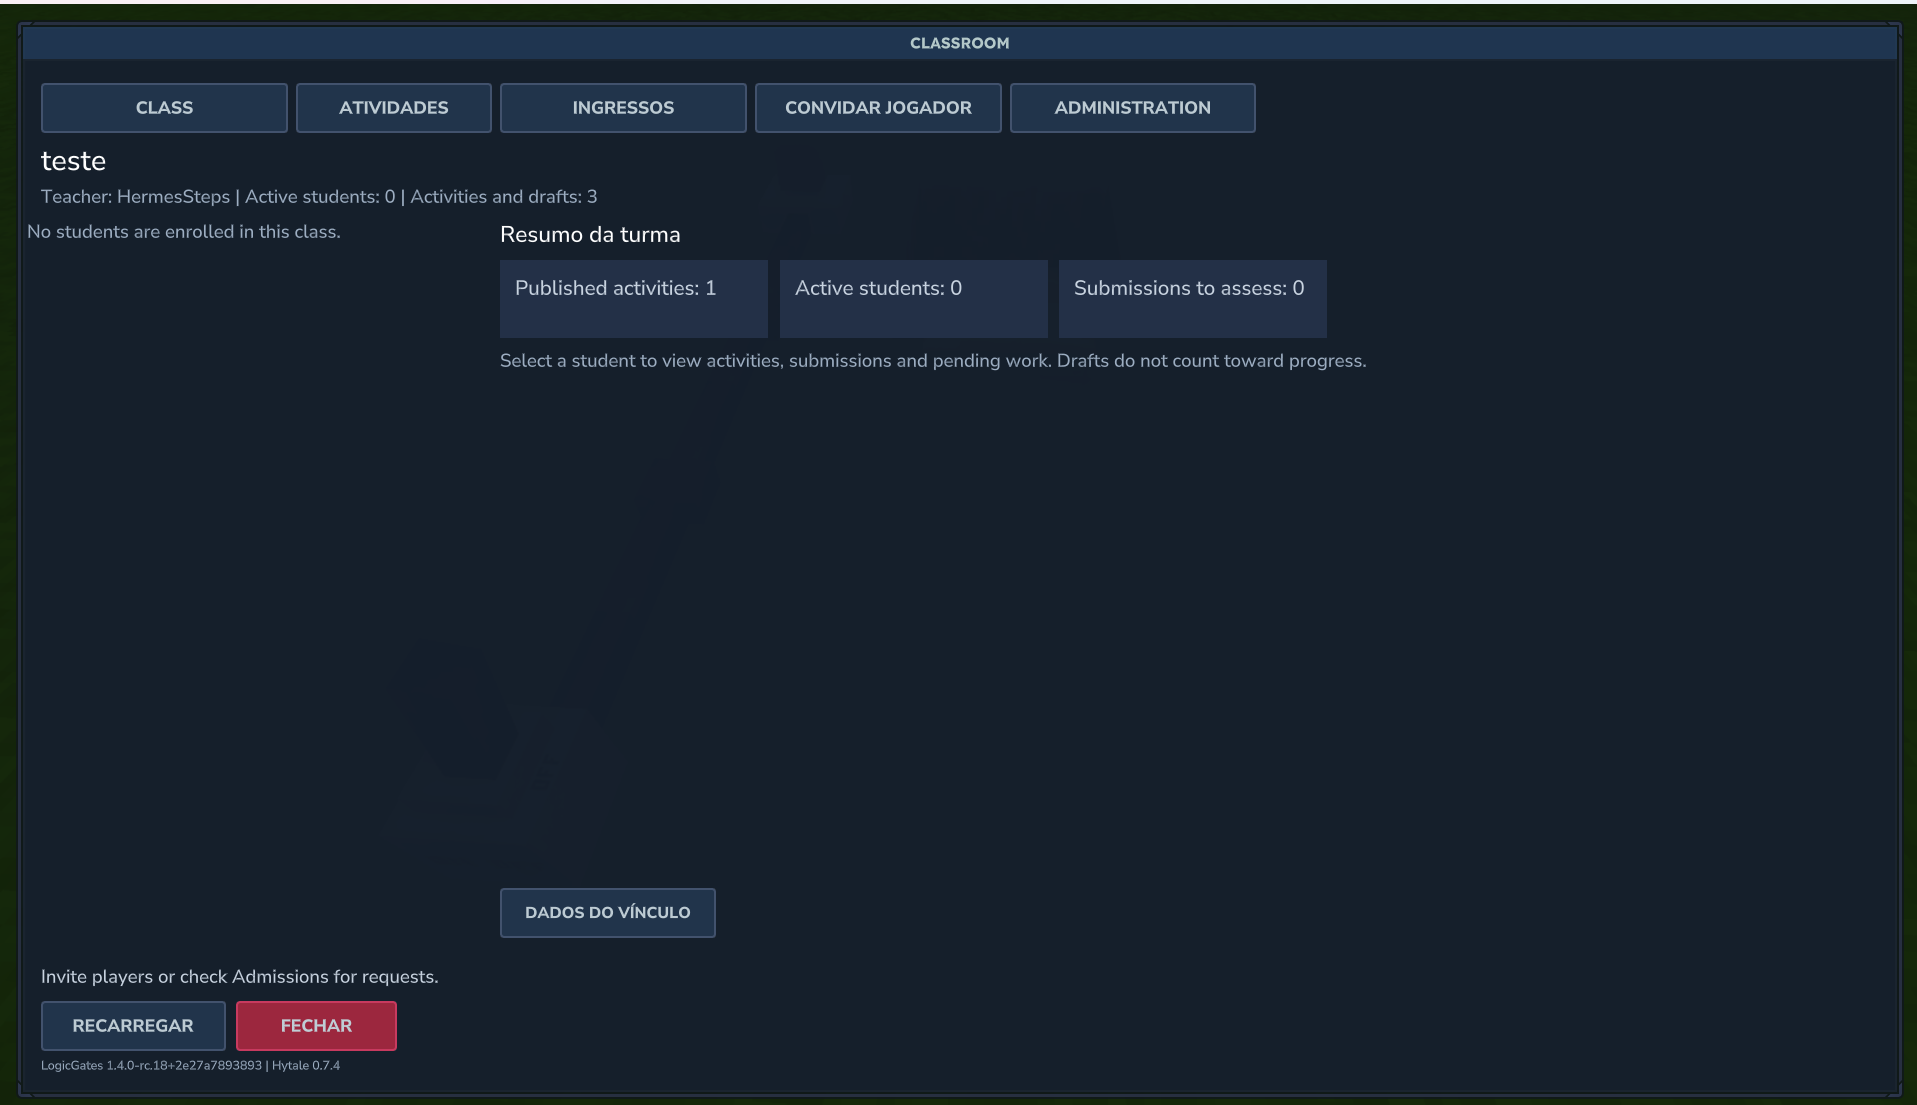 CLASSROOM
CLASS
ATIVIDADES
INGRESSOS
CONVIDAR JOGADOR
ADMINISTRATION
teste
Teacher: HermesSteps | Active students: 0 | Activities and drafts: 3
No students are enrolled in this class.
Resumo da turma
Published activities: 1
Active students: 0
Submissions to assess: 0
Select a student to view activities, submissions and pending work. Drafts do not count toward progress.
DADOS DO VÍNCULO
Invite players or check Admissions for requests.
RECARREGAR
FECHAR
LogicGates 1.4.0-rc.18+2e27a7893893 | Hytale 0.7.4